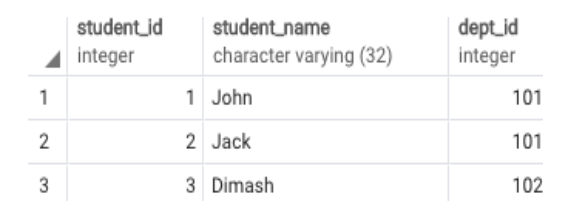 student_id student_name dept_id
integer character varying (32) integer
1 1 John 101
2 2 Jack 101
3 3 Dimash 102